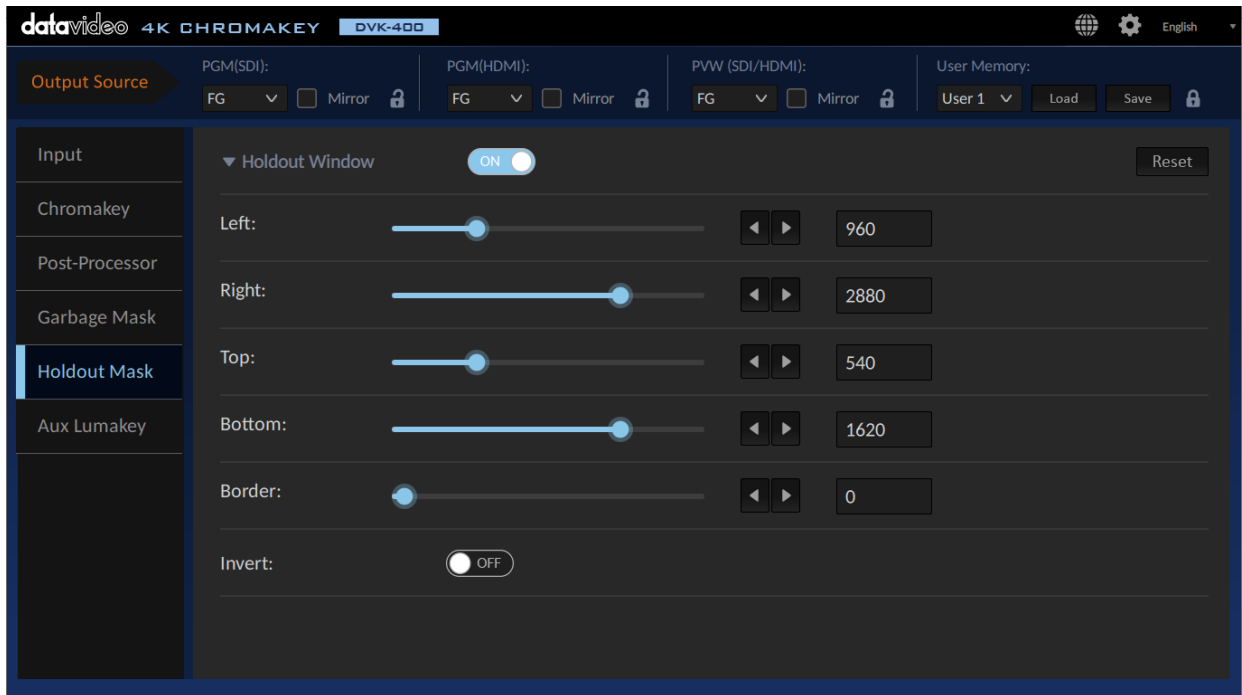 datavideo 4K CHROMAKEY DVK-400 English
Output Source
PGM(SDI): PGM(HDMI): PVW (SDI/HDMI): User Memory:
FG Mirror FG Mirror FG Mirror User 1 Load Save
Input
Chromakey
Post-Processor
Garbage Mask
Holdout Mask
Aux Lumakey
Holdout Window ON Reset
Left: 960
Right: 2880
Top: 540
Bottom: 1620
Border: 0
Invert: OFF